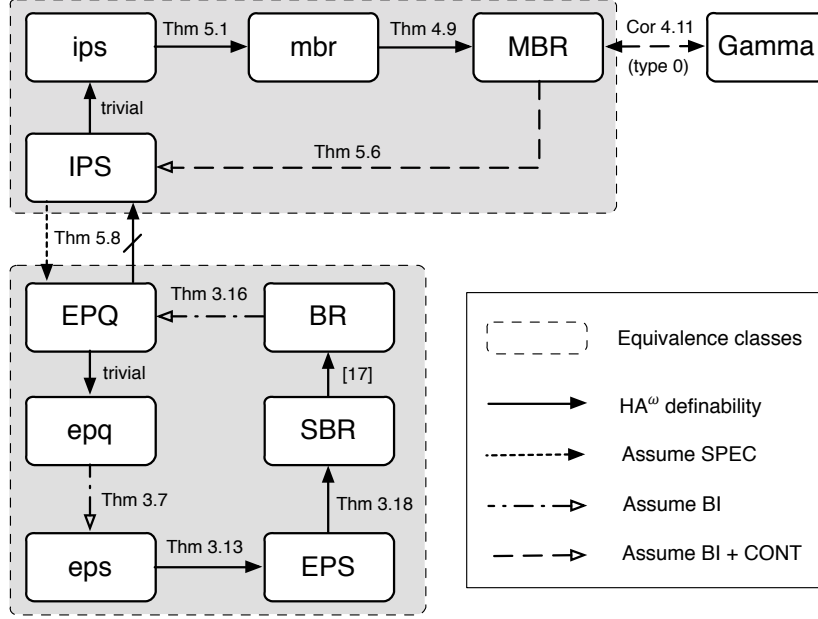 ips
Thm 5.1
mbr
Thm 4.9
MBR
Cor 4.11
(type 0)
Gamma
trivial
IPS
Thm 5.6
Thm 5.8
EPQ
Thm 3.16
BR
trivial
[17]
epq
SBR
Thm 3.7
Thm 3.18
eps
Thm 3.13
EPS
Equivalence classes
HAω definability
Assume SPEC
Assume BI
Assume BI + CONT